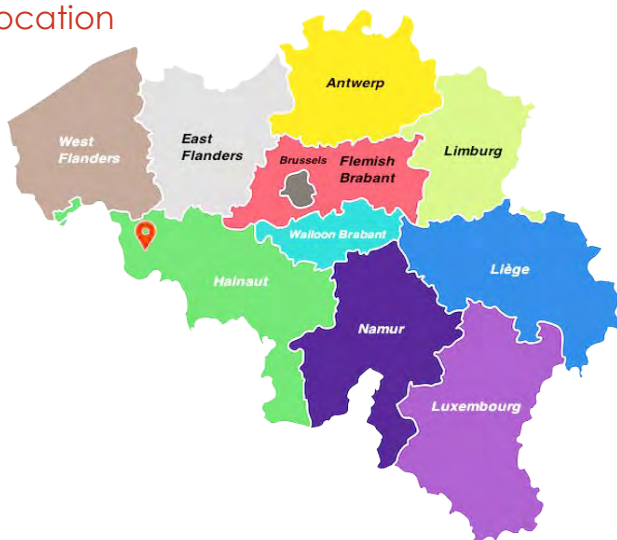 ocation
Antwerp
West
Flanders
East
Flanders
Brussels
Flemish
Brabant
Limburg
Walloon Brabant
Hainaut
Liège
Namur
Luxembourg